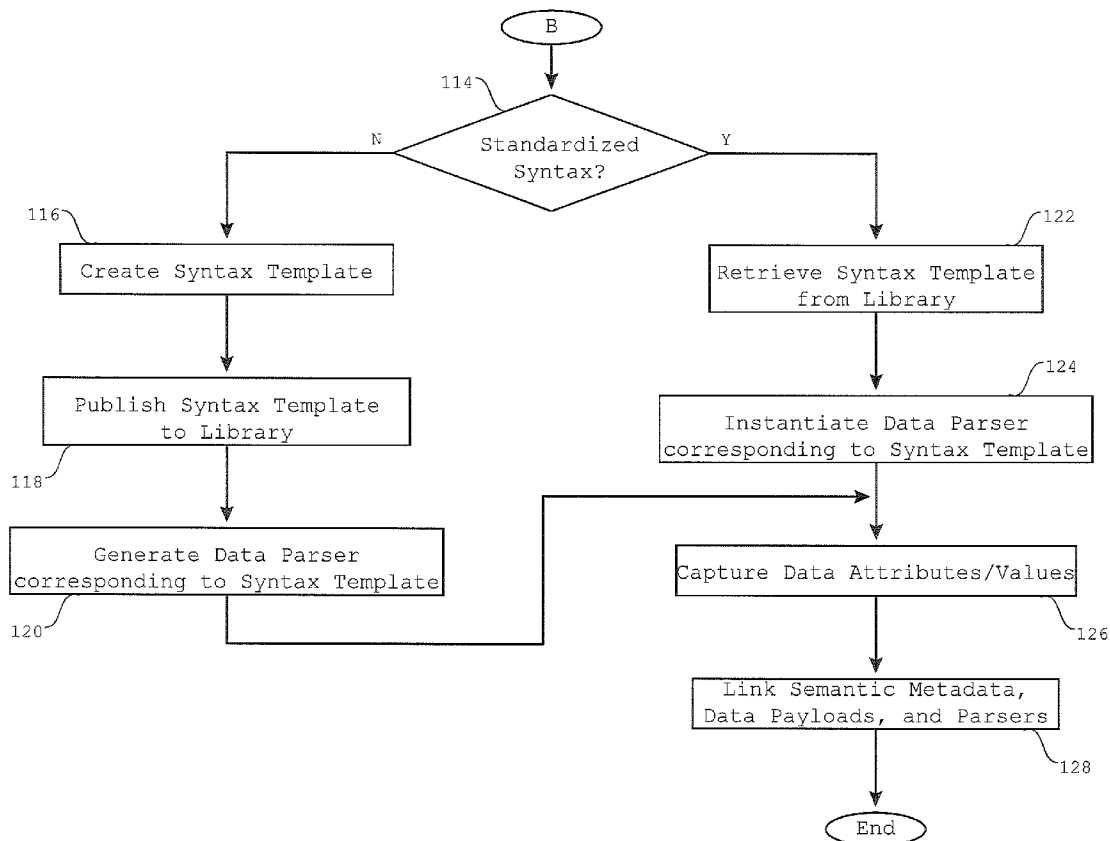 B
114
N
Standardized
Syntax?
Y
116
Create Syntax Template
122
Retrieve Syntax Template
from Library
Publish Syntax Template
to Library
118
124
Instantiate Data Parser
corresponding to Syntax Template
Generate Data Parser
corresponding to Syntax Template
120
Capture Data Attributes/Values
126
Link Semantic Metadata,
Data Payloads, and Parsers
128
End